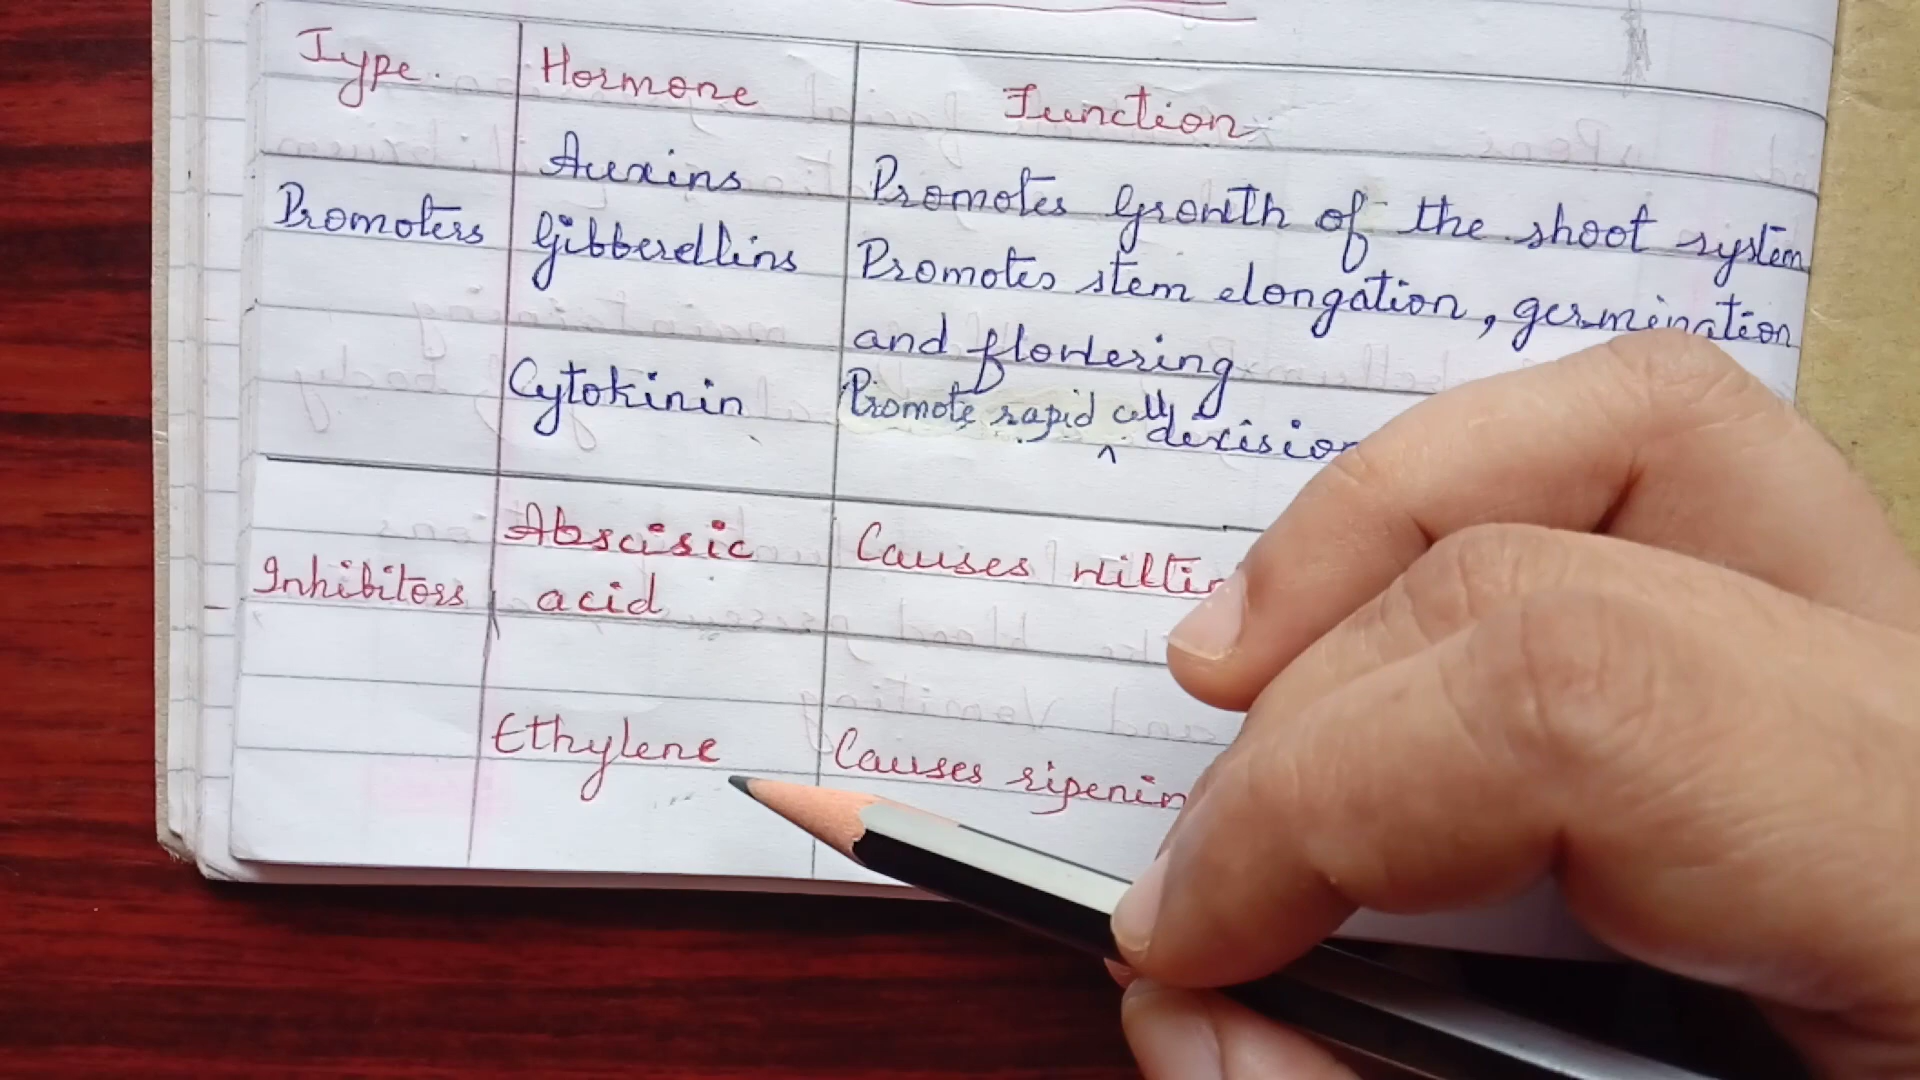 Type. Hormone Function
Auxins Promotes growth of the shoot system
Promoters Gibberellins Promotes stem elongation, germination
and flowering
Cytokinin Promote rapid cell division
Abscisic Causes
Inhibitors acid
Ethylene Causes